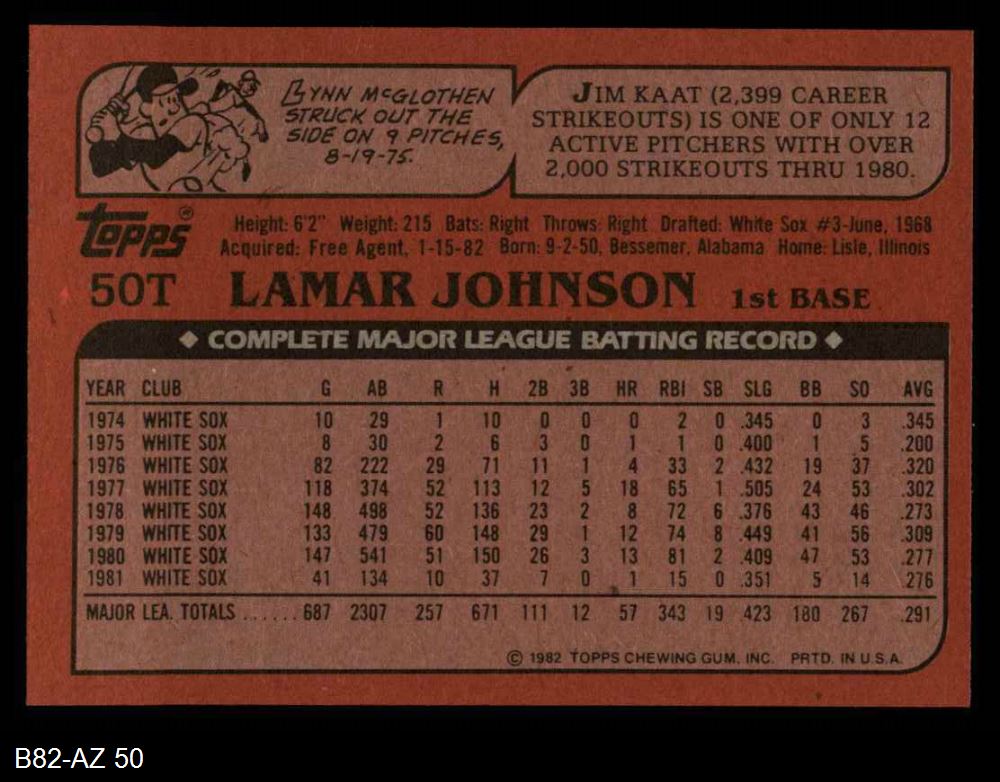 LYNN McGLOTHEN
STRUCK OUT THE
SIDE ON 9 PITCHES,
8-19-75.
JIM KAAT (2,399 CAREER
STRIKEOUTS) IS ONE OF ONLY 12
ACTIVE PITCHERS WITH OVER
2,000 STRIKEOUTS THRU 1980.
Topps®
Height: 6'2" Weight: 215 Bats: Right Throws: Right Drafted: White Sox #3-June, 1968
Acquired: Free Agent, 1-15-82 Born: 9-2-50, Bessemer, Alabama Home: Lisle, Illinois
50T LAMAR JOHNSON 1st BASE
◆ COMPLETE MAJOR LEAGUE BATTING RECORD ◆
YEAR CLUB G AB R H 2B 3B HR RBI SB SLG BB SO AVG
1974 WHITE SOX 10 29 1 10 0 0 0 2 0 .345 0 3 .345
1975 WHITE SOX 8 30 2 6 3 0 1 1 0 .400 1 5 .200
1976 WHITE SOX 82 222 29 71 11 1 4 33 2 .432 19 37 .320
1977 WHITE SOX 118 374 52 113 12 5 18 65 1 .505 24 53 .302
1978 WHITE SOX 148 498 52 136 23 2 8 72 6 .376 43 46 .273
1979 WHITE SOX 133 479 60 148 29 1 12 74 8 .449 41 56 .309
1980 WHITE SOX 147 541 51 150 26 3 13 81 2 .409 47 53 .277
1981 WHITE SOX 41 134 10 37 7 0 1 15 0 .351 5 14 .276
MAJOR LEA. TOTALS ...... 687 2307 257 671 111 12 57 343 19 .423 180 267 .291
© 1982 TOPPS CHEWING GUM, INC. PRTD. IN U.S.A.
B82-AZ 50